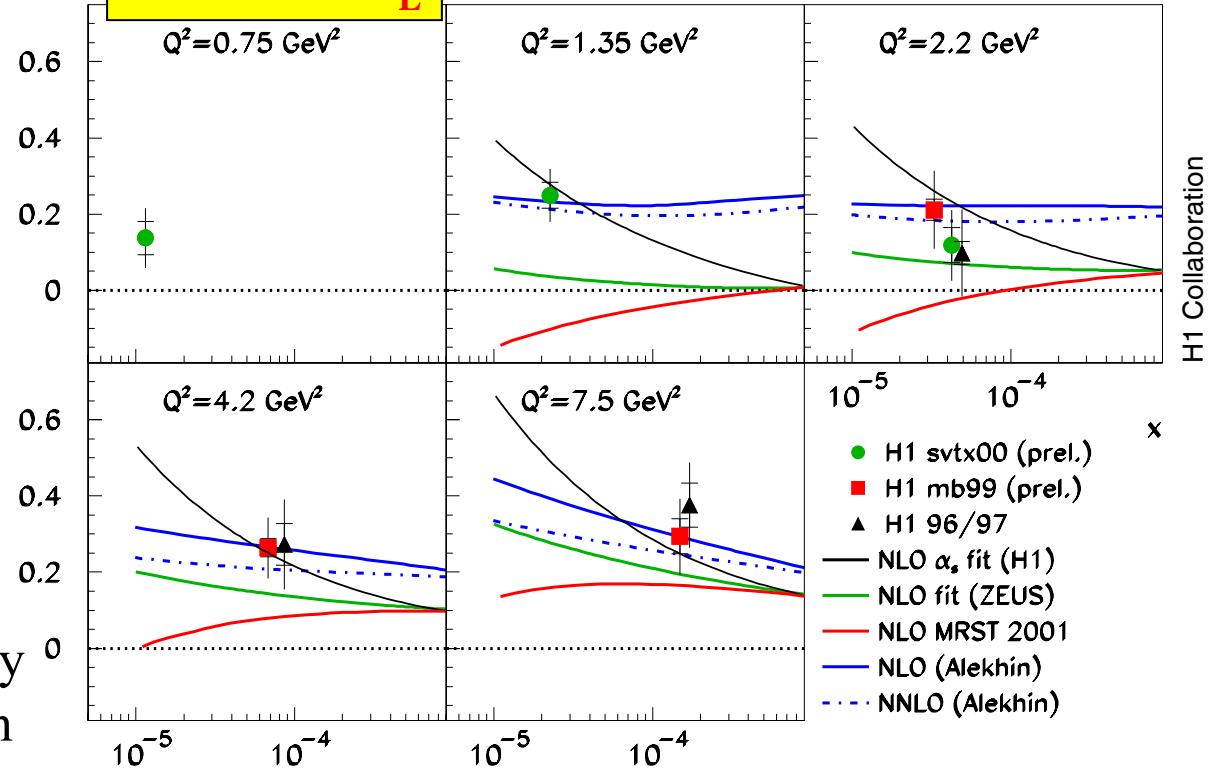 L
Q²=0.75 GeV²
Q²=1.35 GeV²
Q²=2.2 GeV²
0.6
0.4
0.2
0
H1 Collaboration
10⁻⁵ 10⁻⁴
x
Q²=4.2 GeV²
Q²=7.5 GeV²
0.6
0.4
0.2
0
10⁻⁵ 10⁻⁴
10⁻⁵ 10⁻⁴
H1 svtx00 (prel.)
H1 mb99 (prel.)
H1 96/97
NLO αₛ fit (H1)
NLO fit (ZEUS)
NLO MRST 2001
NLO (Alekhin)
NNLO (Alekhin)
y
n